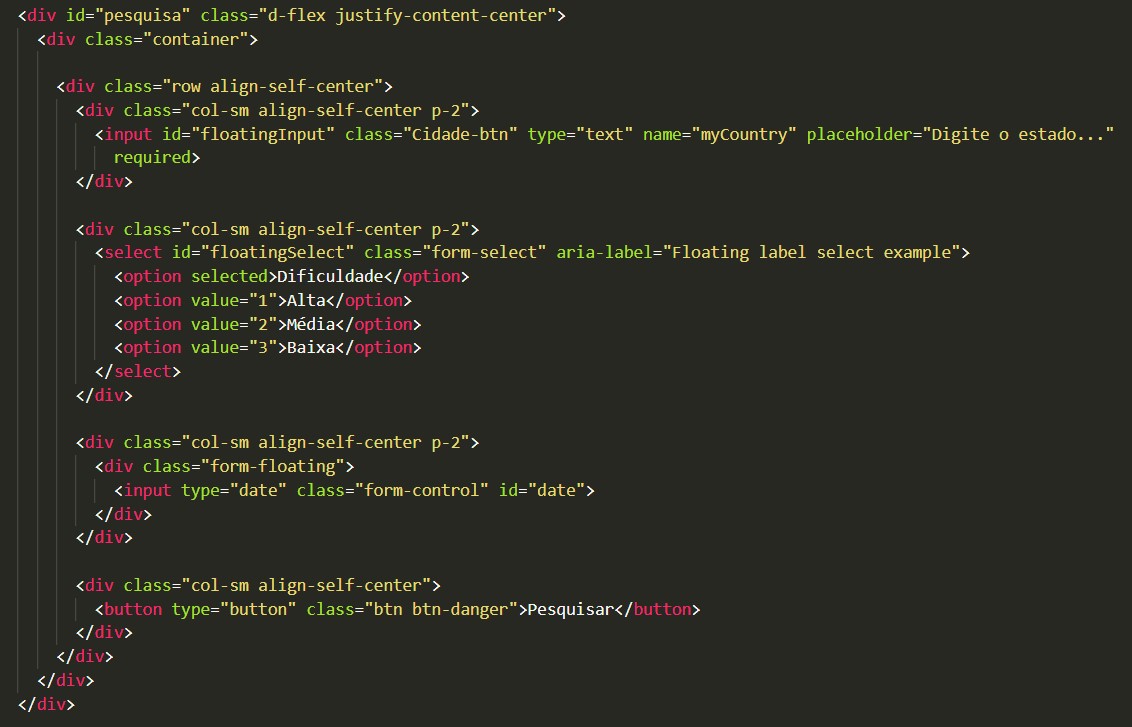 <div id="pesquisa" class="d-flex justify-content-center">
<div class="container">
<div class="row align-self-center">
<div class="col-sm align-self-center p-2">
<input id="floatingInput" class="Cidade-btn" type="text" name="myCountry" placeholder="Digite o estado..."
required>
</div>
<div class="col-sm align-self-center p-2">
<select id="floatingSelect" class="form-select" aria-label="Floating label select example">
<option selected>Dificuldade</option>
<option value="1">Alta</option>
<option value="2">Média</option>
<option value="3">Baixa</option>
</select>
</div>
<div class="col-sm align-self-center p-2">
<div class="form-floating">
<input type="date" class="form-control" id="date">
</div>
</div>
<div class="col-sm align-self-center">
<button type="button" class="btn btn-danger">Pesquisar</button>
</div>
</div>
</div>
</div>